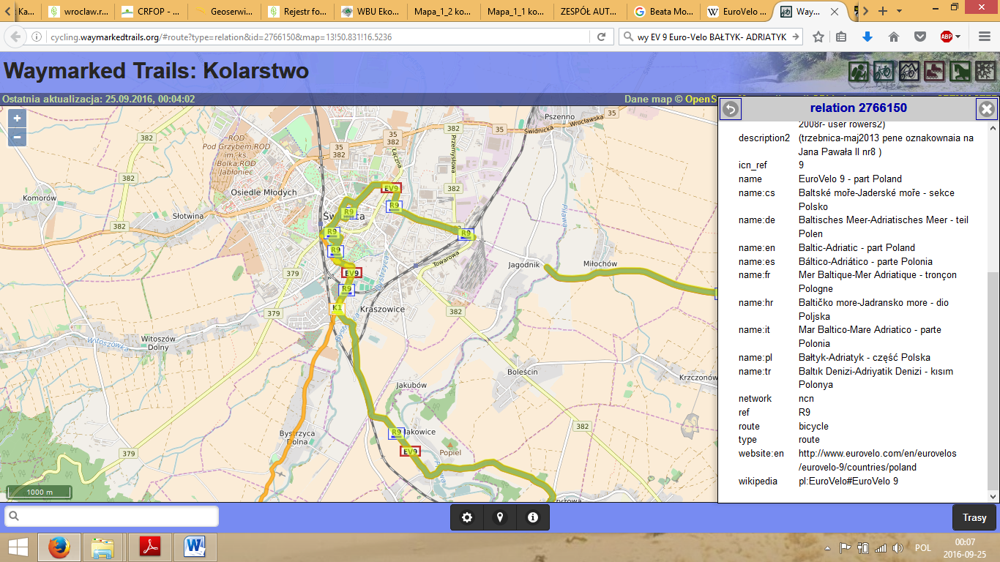 Ka...
wroclaw.r...
CRFOP - ...
Geoserwi...
Rejestr fo...
WBU Eko...
Mapa_1_2 ko...
Mapa_1_1 ko...
ZESPÓŁ AUT...
Beata Mo...
EuroVelo ...
Way...
cycling.waymarkedtrails.org/#route?type=relation&id=2766150&map=13!50.831!16.5236
wy EV 9 Euro-Velo BAŁTYK- ADRIATYK
ABP
Waymarked Trails: Kolarstwo
Ostatnia aktualizacja: 25.09.2016, 00:04:02
Dane map © OpenS
+
−
relation 2766150
2008r- user rowers2)
description2 (trzebnica-maj2013 pene oznakownaia na
Jana Pawała II nr8 )
icn_ref 9
name EuroVelo 9 - part Poland
name:cs Baltské moře-Jaderské moře - sekce
Polsko
name:de Baltisches Meer-Adriatisches Meer - teil
Polen
name:en Baltic-Adriatic - part Poland
name:es Báltico-Adriático - parte Polonia
name:fr Mer Baltique-Mer Adriatique - tronçon
Pologne
name:hr Baltičko more-Jadransko more - dio
Poljska
name:it Mar Baltico-Mare Adriatico - parte
Polonia
name:pl Bałtyk-Adriatyk - część Polska
name:tr Baltık Denizi-Adriyatik Denizi - kısım
Polonya
network ncn
ref R9
route bicycle
type route
website:en http://www.eurovelo.com/en/eurovelos
/eurovelo-9/countries/poland
wikipedia pl:EuroVelo#EuroVelo 9
Pszenno
35
Świdnicka
Wrocławska
35
382
382
35
382
382
ROD
Pod Grzybem,ROD
im. ks.
Bolka,ROD
Jabłoniec
Łączna
Przemysłowa
382
Osiedle Młodych
Komorów
Słotwina
EV9
R9
R9
R9
R9
R9
EV9
R9
K1
Piława
Towarowa
Jagodnik
Miłochów
379
379
382
Bystrzyca
Kraszowice
Witoszówka
Witoszów
Dolny
Bystrzyca
Boleścin
Krzczonów
Jakubów
382
R9
EV9
Popiel
Bystrzyca
Dolna
379
1000 m
Trasy
POL
00:07
2016-09-25